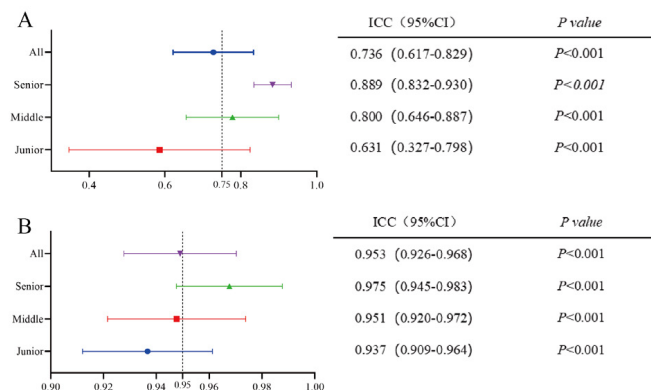 A
ICC（95%CI） P value
All 0.736 (0.617-0.829) P<0.001
Senior 0.889 (0.832-0.930) P<0.001
Middle 0.800 (0.646-0.887) P<0.001
Junior 0.631 (0.327-0.798) P<0.001
0.4 0.6 0.75 0.8 1.0
B
ICC（95%CI） P value
All 0.953 (0.926-0.968) P<0.001
Senior 0.975 (0.945-0.983) P<0.001
Middle 0.951 (0.920-0.972) P<0.001
Junior 0.937 (0.909-0.964) P<0.001
0.90 0.92 0.94 0.95 0.96 0.98 1.00